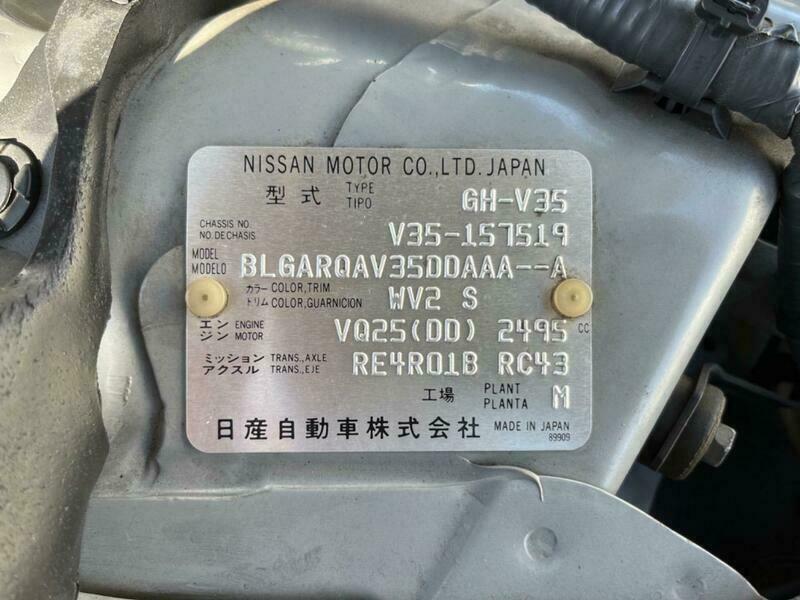 NISSAN MOTOR CO.,LTD. JAPAN
型式 TYPE TIPO GH-V35
CHASSIS NO. NO. DE CHASIS V35-157519
MODEL MODELO BLGARQAV35DDAAA--A
カラー トリム COLOR,TRIM COLOR,GUARNICION WV2 S
エンジン ENGINE MOTOR VQ25(DD) 2495 CC
ミッション アクスル TRANS.,AXLE TRANS.,EJE RE4R01B RC43
工場 PLANT PLANTA M
日産自動車株式会社 MADE IN JAPAN
89909